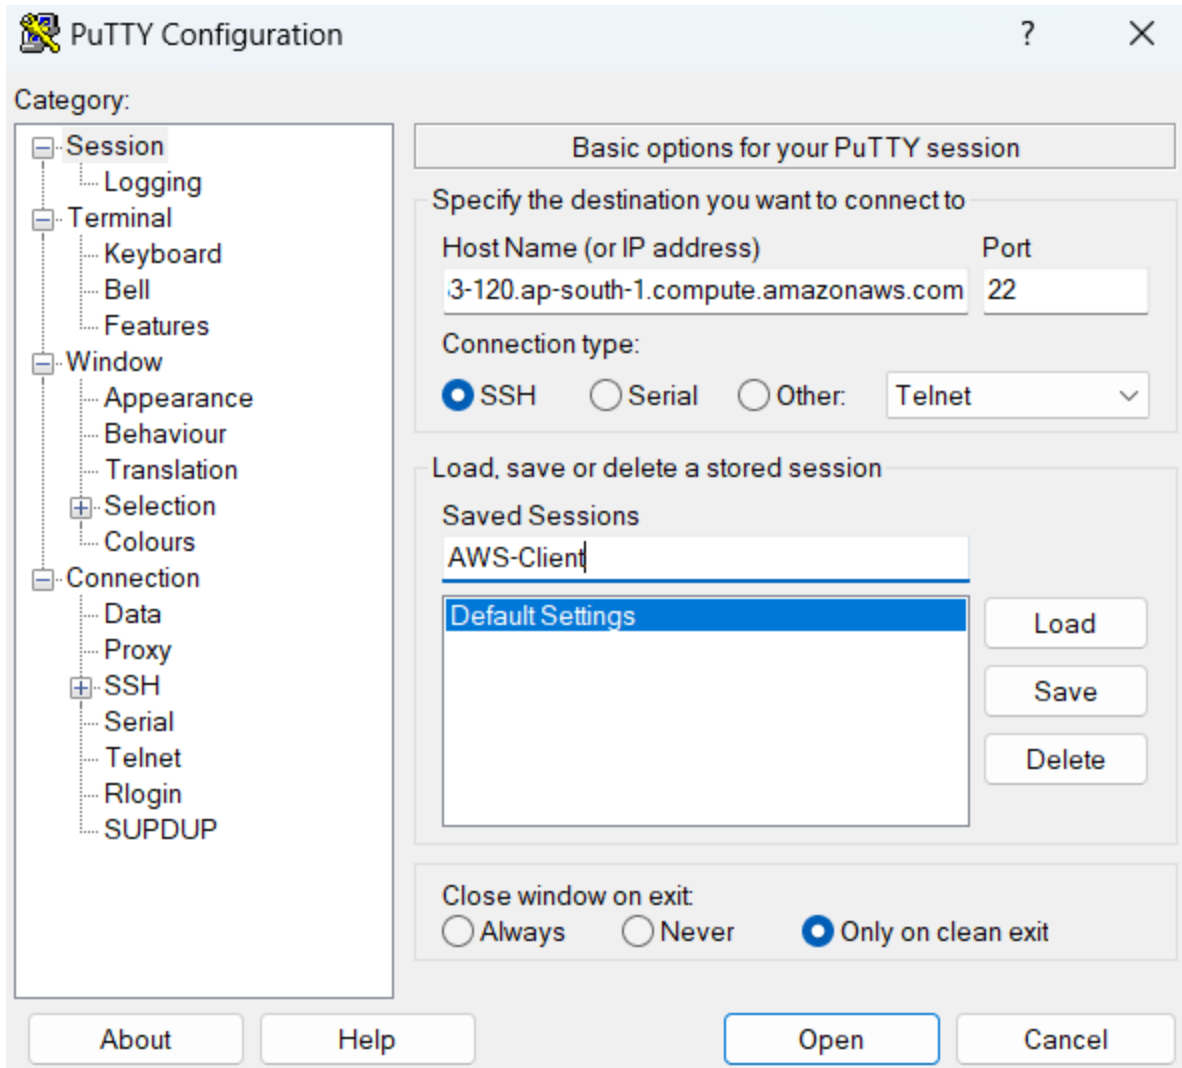 PuTTY Configuration
?
Category:
Session
Logging
Terminal
Keyboard
Bell
Features
Window
Appearance
Behaviour
Translation
Selection
Colours
Connection
Data
Proxy
SSH
Serial
Telnet
Rlogin
SUPDUP
Basic options for your PuTTY session
Specify the destination you want to connect to
Host Name (or IP address) Port
3-120.ap-south-1.compute.amazonaws.com 22
Connection type:
SSH Serial Other: Telnet
Load, save or delete a stored session
Saved Sessions
AWS-Client
Default Settings
Load
Save
Delete
Close window on exit:
Always Never Only on clean exit
About Help Open Cancel